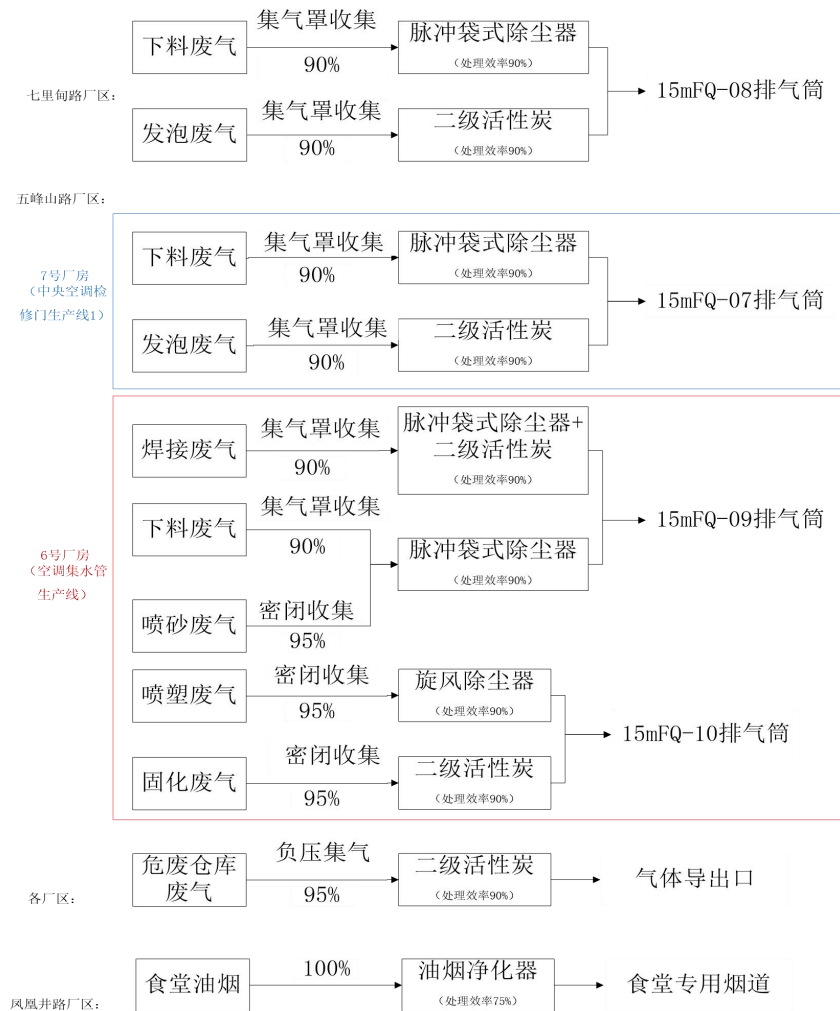 集气罩收集
下料废气
脉冲袋式除尘器
90%
（处理效率90%）
七里甸路厂区：
15mFQ-08排气筒
集气罩收集
发泡废气
二级活性炭
90%
（处理效率90%）
五峰山路厂区：
7号厂房
（中央空调检
修门生产线1）
下料废气
集气罩收集
90%
脉冲袋式除尘器
（处理效率90%）
15mFQ-07排气筒
发泡废气
集气罩收集
90%
二级活性炭
（处理效率90%）
6号厂房
（空调集水管
生产线）
焊接废气
集气罩收集
90%
脉冲袋式除尘器+
二级活性炭
（处理效率90%）
下料废气
集气罩收集
90%
脉冲袋式除尘器
（处理效率90%）
15mFQ-09排气筒
喷砂废气
密闭收集
95%
喷塑废气
密闭收集
95%
旋风除尘器
（处理效率90%）
15mFQ-10排气筒
固化废气
密闭收集
95%
二级活性炭
（处理效率90%）
各厂区：
危废仓库
废气
负压集气
95%
二级活性炭
（处理效率90%）
气体导出口
凤凰井路厂区：
食堂油烟
100%
油烟净化器
（处理效率75%）
食堂专用烟道